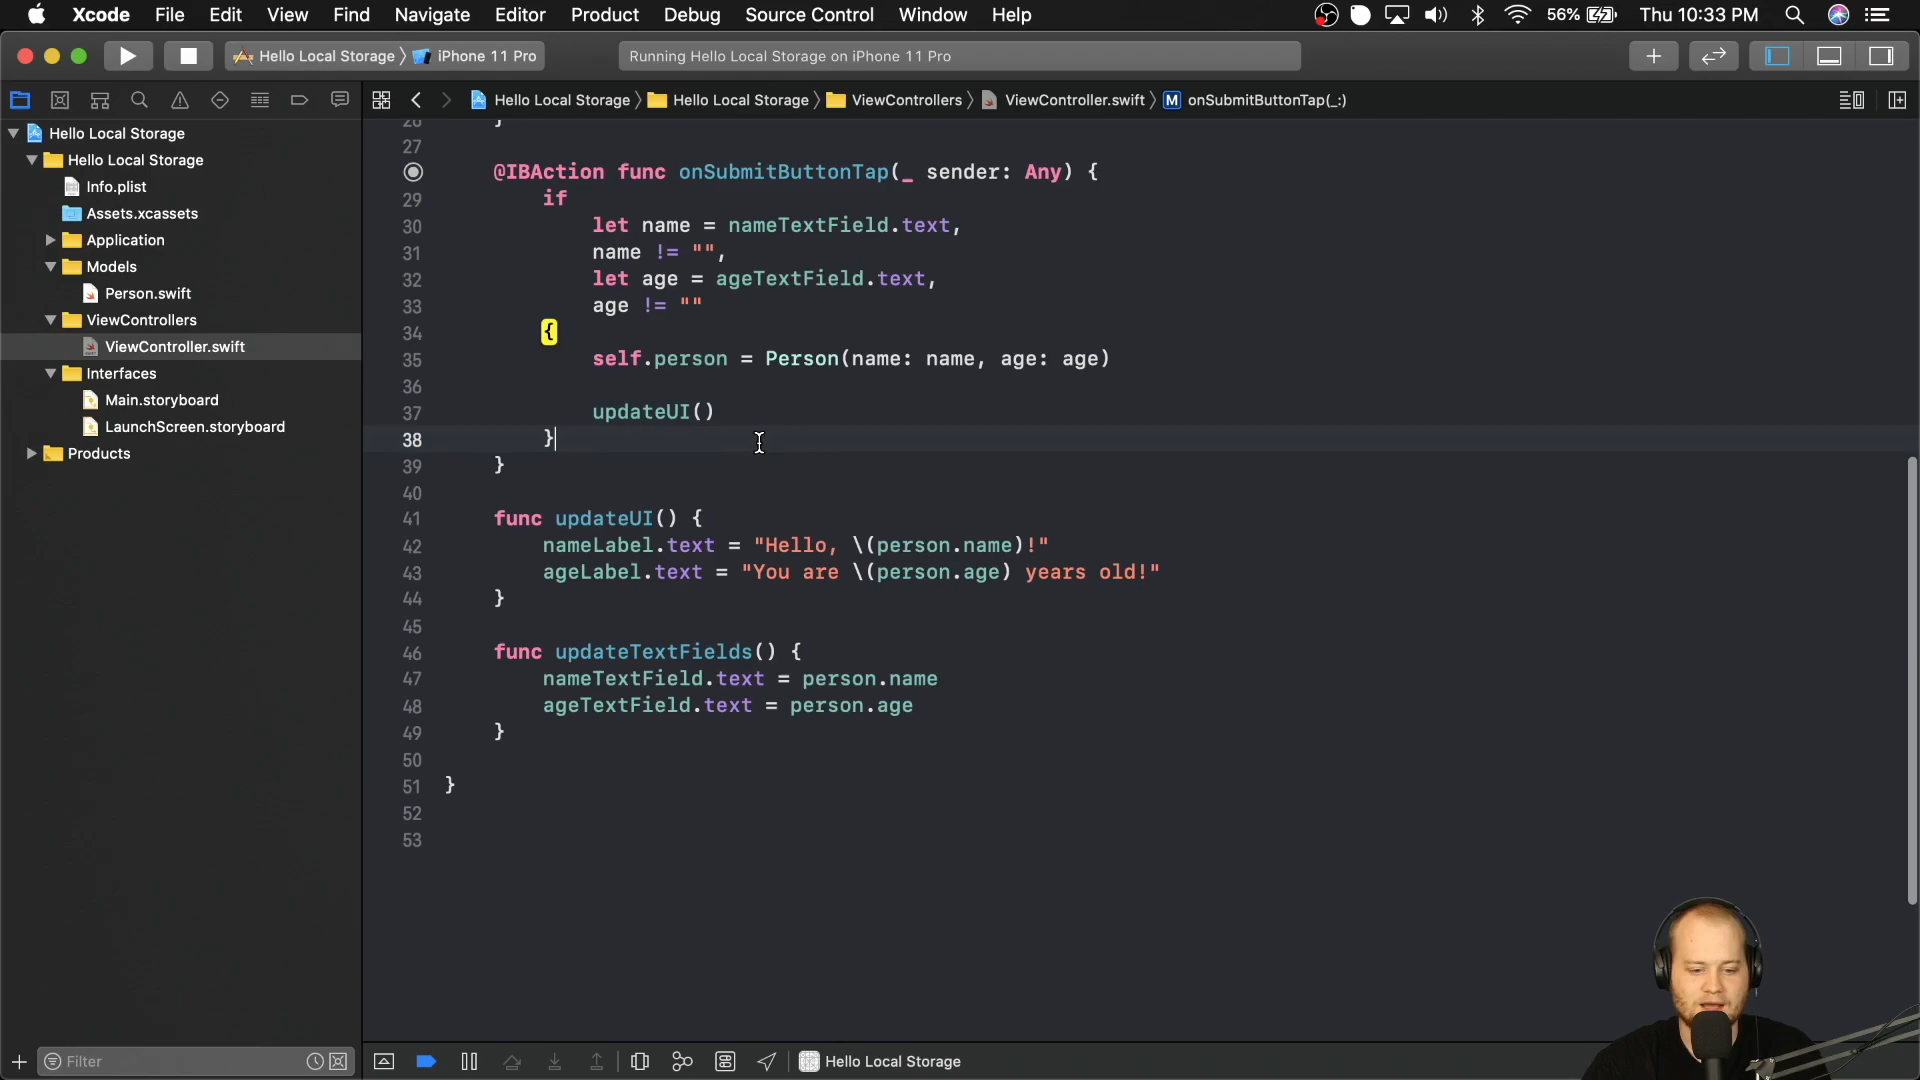 Xcode File Edit View Find Navigate Editor Product Debug Source Control Window Help 56% Thu 10:33 PM
Hello Local Storage iPhone 11 Pro Running Hello Local Storage on iPhone 11 Pro
Hello Local Storage Hello Local Storage ViewControllers ViewController.swift M onSubmitButtonTap(_:)
Hello Local Storage
Hello Local Storage
Info.plist
Assets.xcassets
Application
Models
Person.swift
ViewControllers
ViewController.swift
Interfaces
Main.storyboard
LaunchScreen.storyboard
Products
27
@IBAction func onSubmitButtonTap(_ sender: Any) {
29 if
30 let name = nameTextField.text,
31 name != "",
32 let age = ageTextField.text,
33 age != ""
34 {
35 self.person = Person(name: name, age: age)
36
37 updateUI()
38 }
39 }
40
41 func updateUI() {
42 nameLabel.text = "Hello, \(person.name)!"
43 ageLabel.text = "You are \(person.age) years old!"
44 }
45
46 func updateTextFields() {
47 nameTextField.text = person.name
48 ageTextField.text = person.age
49 }
50
51 }
52
53
Filter
Hello Local Storage